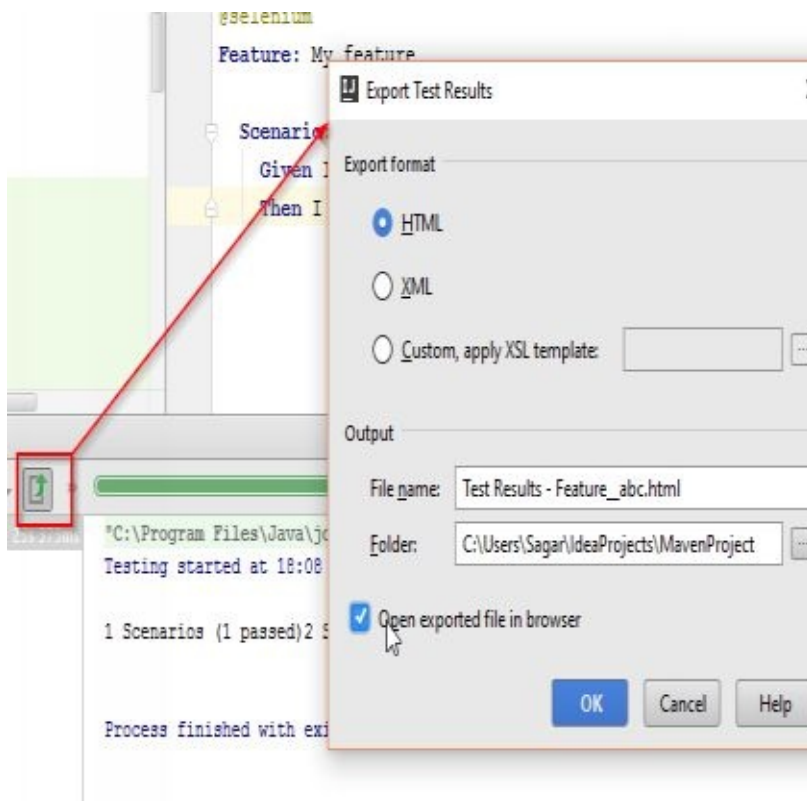 @selenium
Feature: My feature
Scenario
Given I
Then I
Export Test Results
Export format
HTML
XML
Custom, apply XSL template:
Output
File name: Test Results - Feature_abc.html
Folder: C:\Users\Sagar\IdeaProjects\MavenProject
Open exported file in browser
OK Cancel Help
"C:\Program Files\Java\j
Testing started at 18:08
1 Scenarios (1 passed)2 S
Process finished with exi